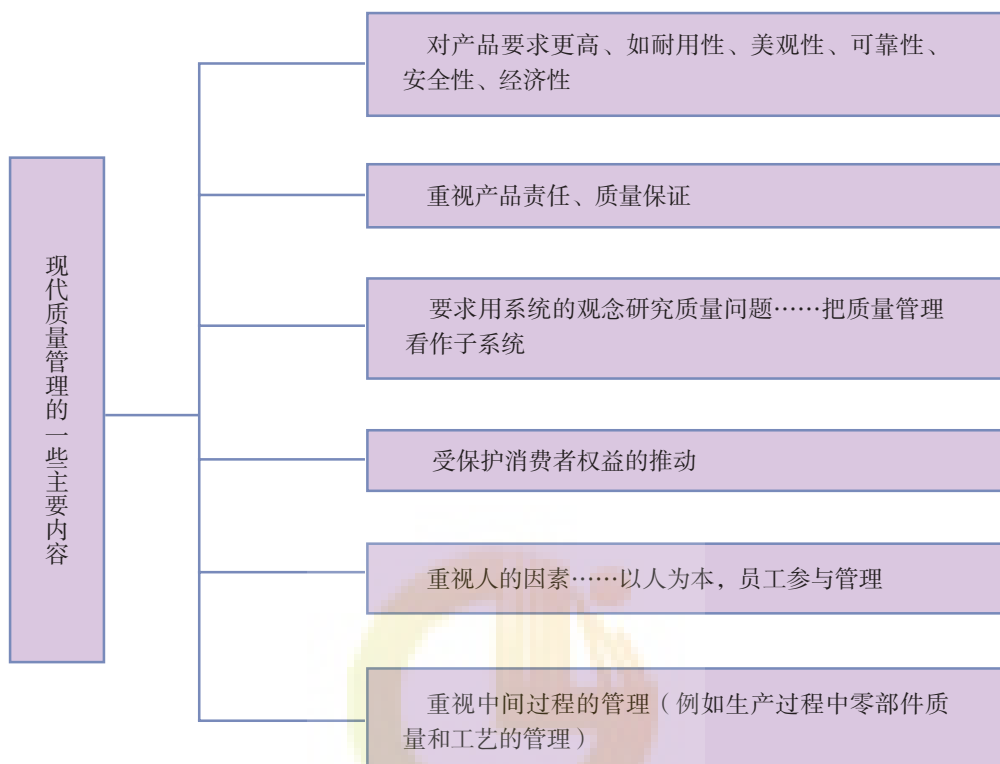 现代质量管理的一些主要内容
对产品要求更高、如耐用性、美观性、可靠性、
安全性、经济性
重视产品责任、质量保证
要求用系统的观念研究质量问题……把质量管理
看作子系统
受保护消费者权益的推动
重视人的因素……以人为本，员工参与管理
重视中间过程的管理（例如生产过程中零部件质
量和工艺的管理）